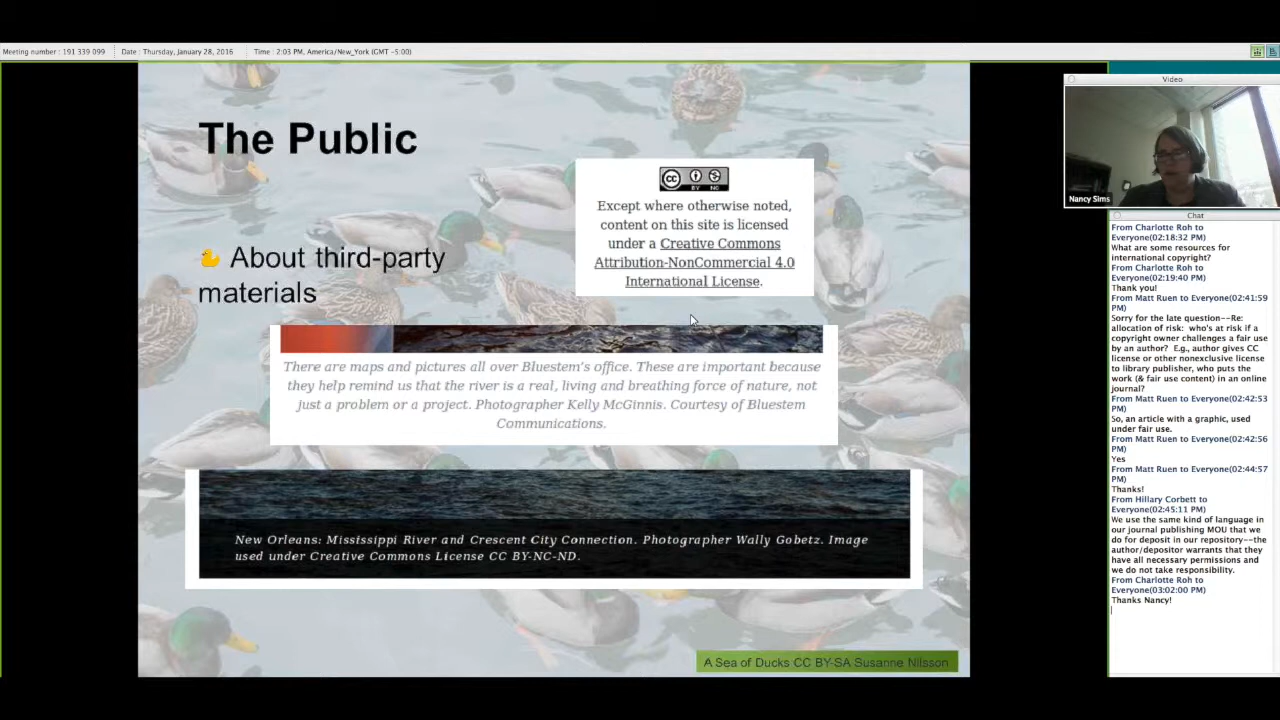 Meeting number : 191 339 099
Date : Thursday, January 28, 2016
Time : 2:03 PM, America/New_York (GMT -5:00)
The Public
About third-party
materials
CC BY NC
Except where otherwise noted,
content on this site is licensed
under a Creative Commons
Attribution-NonCommercial 4.0
International License.
There are maps and pictures all over Bluestem's office. These are important because
they help remind us that the river is a real, living and breathing force of nature, not
just a problem or a project. Photographer Kelly McGinnis. Courtesy of Bluestem
Communications.
New Orleans: Mississippi River and Crescent City Connection. Photographer Wally Gobetz. Image
used under Creative Commons License CC BY-NC-ND.
A Sea of Ducks CC BY-SA Susanne Nilsson
Video
Nancy Sims
Chat
From Charlotte Roh to
Everyone(02:18:32 PM)
What are some resources for
international copyright?
From Charlotte Roh to
Everyone(02:19:40 PM)
Thank you!
From Matt Ruen to Everyone(02:41:59
PM)
Sorry for the late question--Re:
allocation of risk: who's at risk if a
copyright owner challenges a fair use
by an author? E.g., author gives CC
license or other nonexclusive license
to library publisher, who puts the
work (& fair use content) in an online
journal?
From Matt Ruen to Everyone(02:42:53
PM)
So, an article with a graphic, used
under fair use.
From Matt Ruen to Everyone(02:42:56
PM)
Yes
From Matt Ruen to Everyone(02:44:57
PM)
Thanks!
From Hillary Corbett to
Everyone(02:45:11 PM)
We use the same kind of language in
our journal publishing MOU that we
do for deposit in our repository--the
author/depositor warrants that they
have all necessary permissions and
we do not take responsibility.
From Charlotte Roh to
Everyone(03:02:00 PM)
Thanks Nancy!